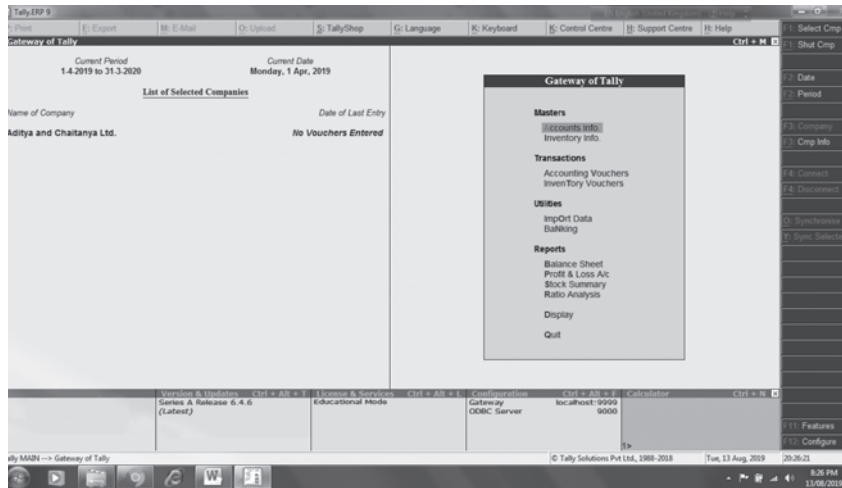 Tally.ERP 9
P: Print E: Export M: E-Mail O: Upload S: TallyShop G: Language K: Keyboard K: Control Centre H: Support Centre H: Help
Gateway of Tally Ctrl + M
Current Period Current Date
1-4-2019 to 31-3-2020 Monday, 1 Apr, 2019
List of Selected Companies
Name of Company Date of Last Entry
Aditya and Chaitanya Ltd. No Vouchers Entered
Gateway of Tally
Masters
Accounts Info.
Inventory Info.
Transactions
Accounting Vouchers
InvenTory Vouchers
Utilities
ImpOrt Data
BaNking
Reports
Balance Sheet
Profit & Loss A/c
Stock Summary
Ratio Analysis
Display
Quit
F1: Select Cmp
F1: Shut Cmp
F2: Date
F2: Period
F3: Company
F3: Cmp Info
F4: Connect
F4: Disconnect
O: Synchronise
Y: Sync Selecte
F11: Features
F12: Configure
Version & Updates Ctrl + Alt + T License & Services Ctrl + Alt + L Configuration Ctrl + Alt + F Calculator Ctrl + N
Series A Release 6.4.6 Educational Mode Gateway localhost:9999
(Latest) ODBC Server 9000
1>
ally MAIN --> Gateway of Tally © Tally Solutions Pvt Ltd., 1988-2018 Tue, 13 Aug, 2019 20:26:21
8:26 PM
13/08/2019